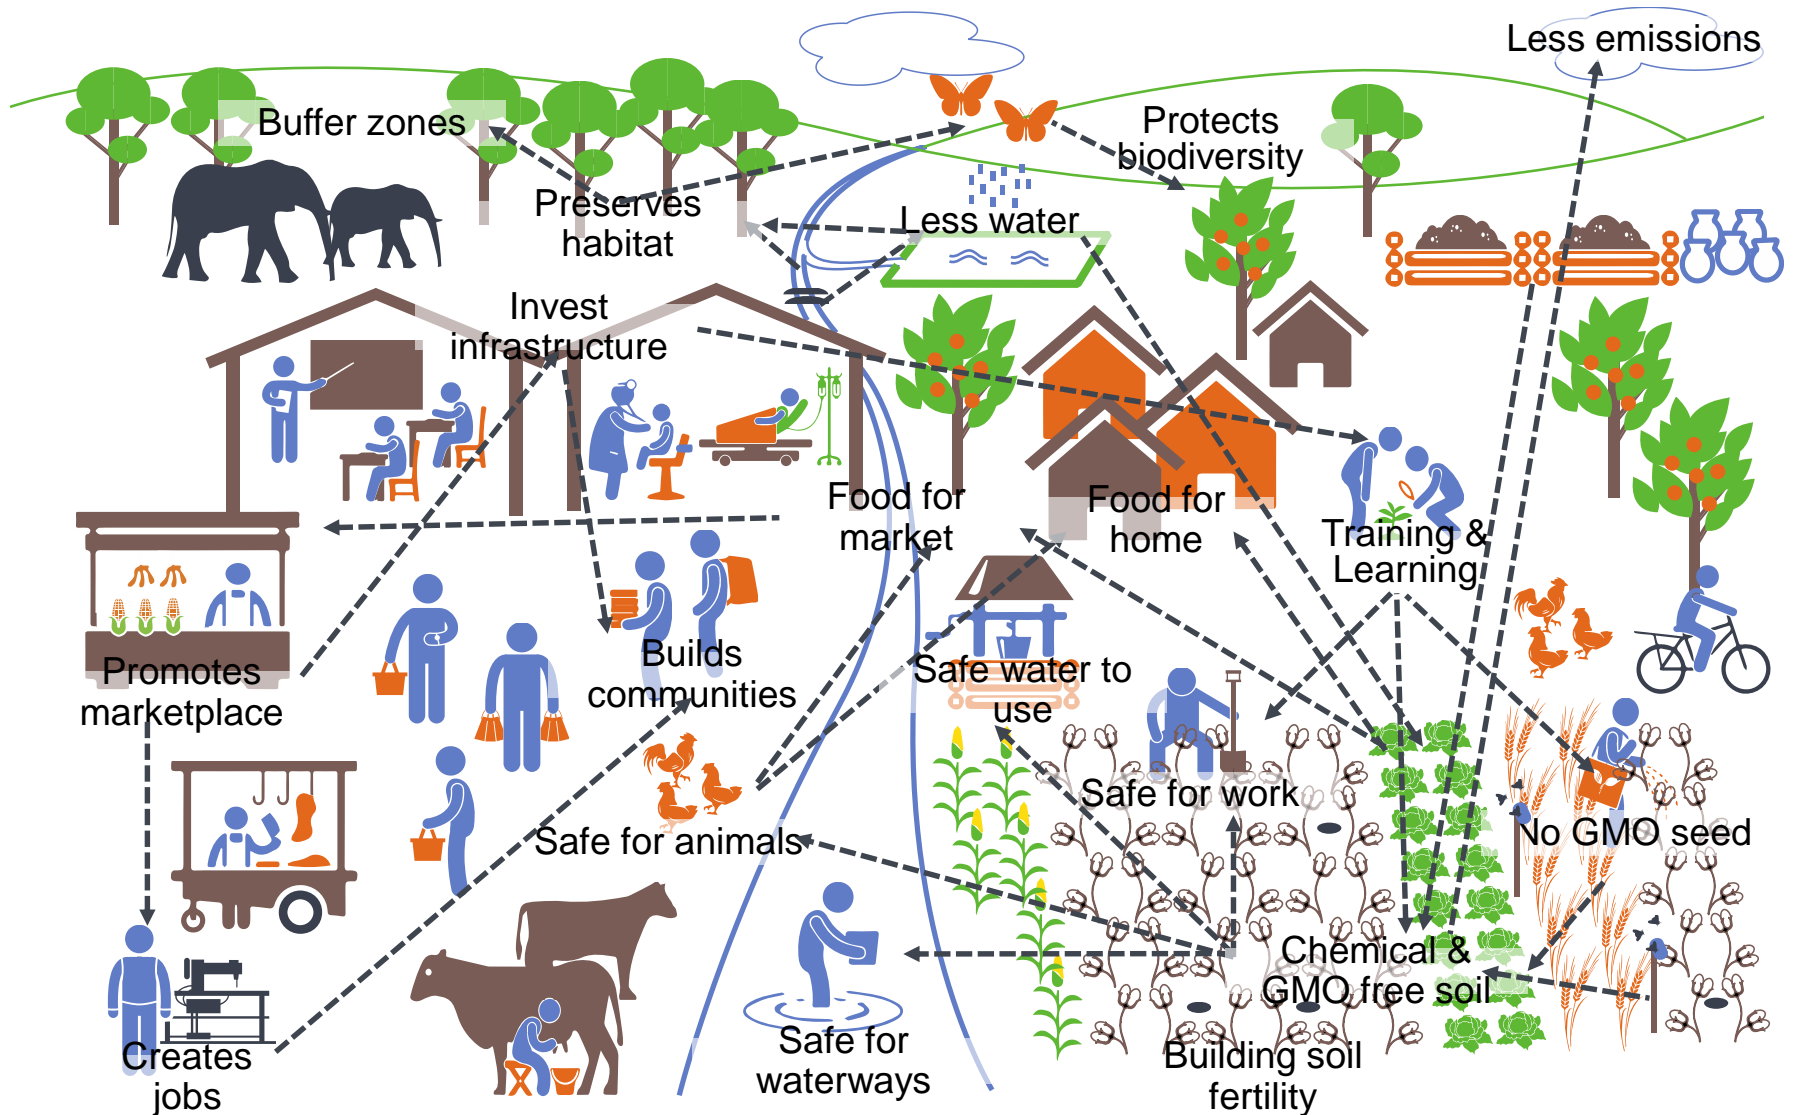 Less emissions
Buffer zones
Protects
biodiversity
Preserves
habitat
Less water
Invest
infrastructure
Food for
market
Food for
home
Training &
Learning
Promotes
marketplace
Builds
communities
Safe water to
use
Safe for work
Safe for animals
No GMO seed
Chemical &
GMO free soil
Creates
jobs
Safe for
waterways
Building soil
fertility